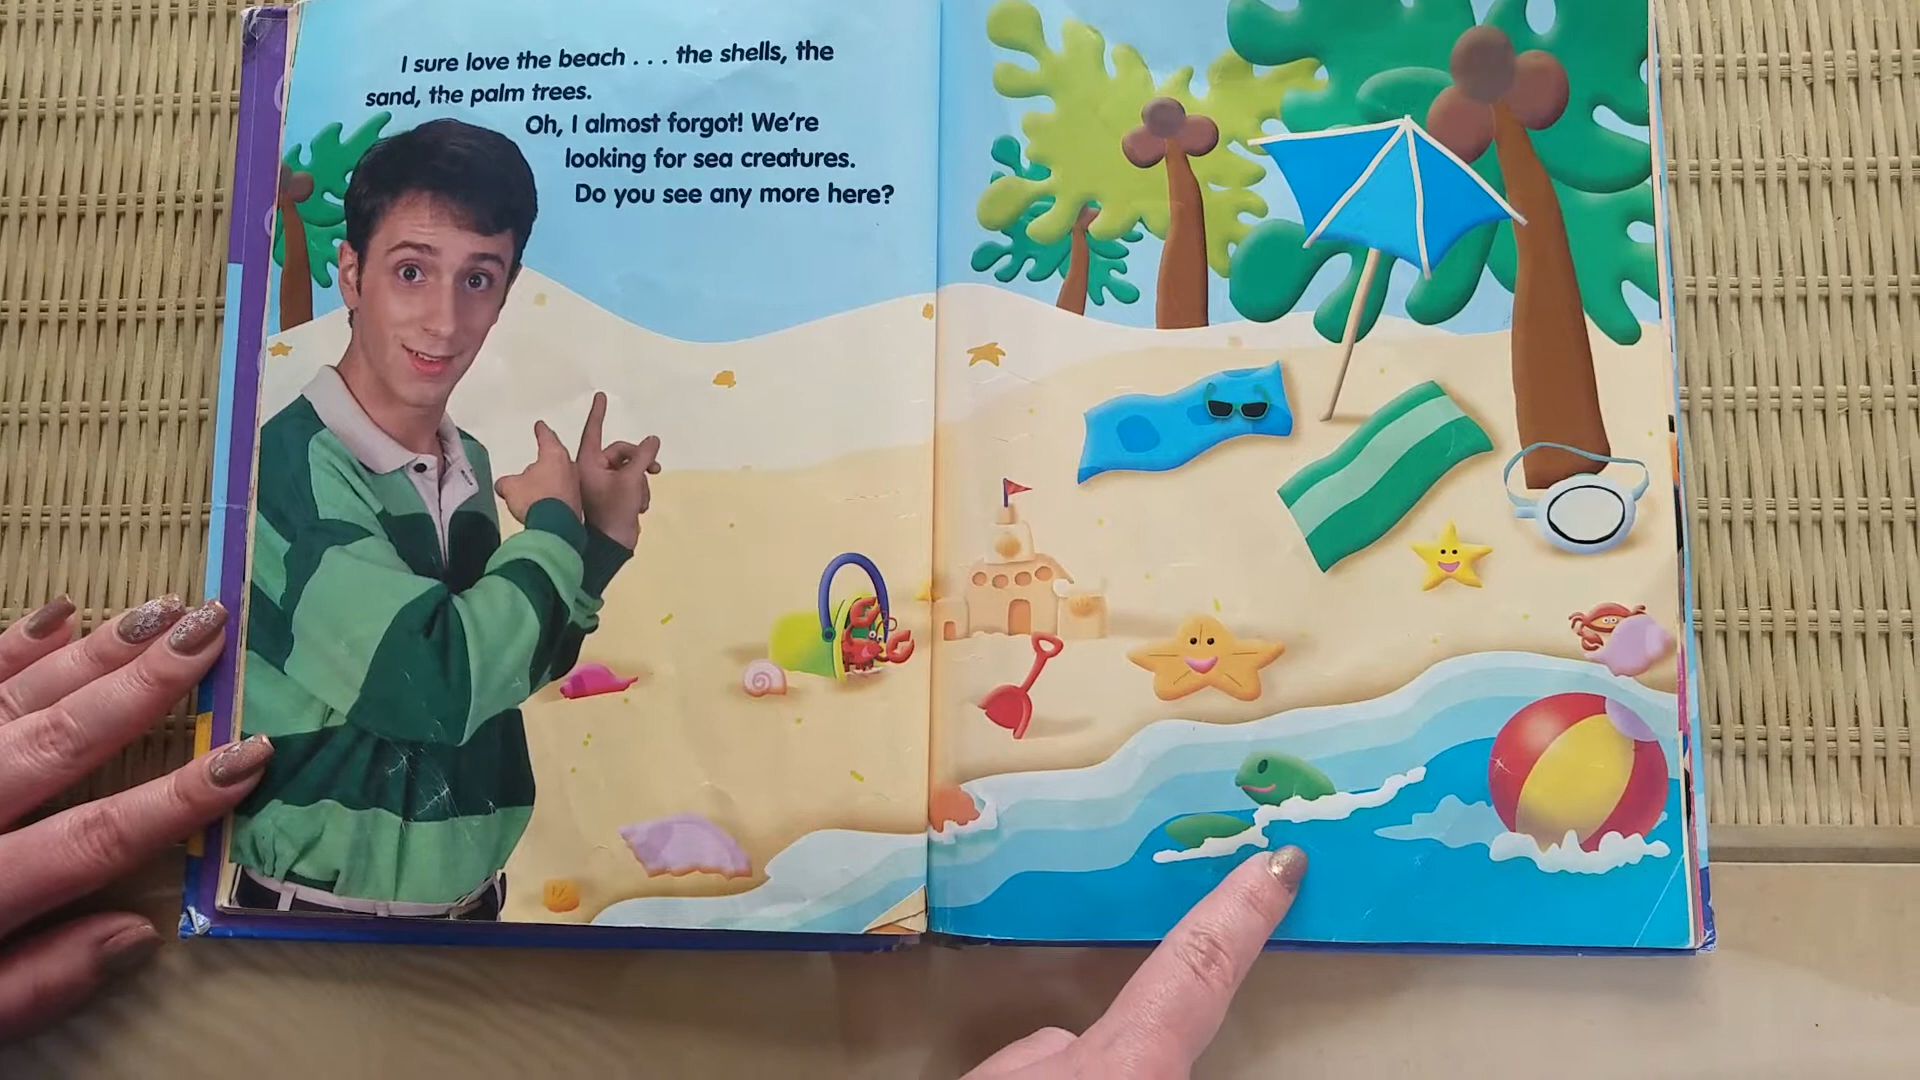 I sure love the beach . . . the shells, the
sand, the palm trees.
Oh, I almost forgot! We're
looking for sea creatures.
Do you see any more here?